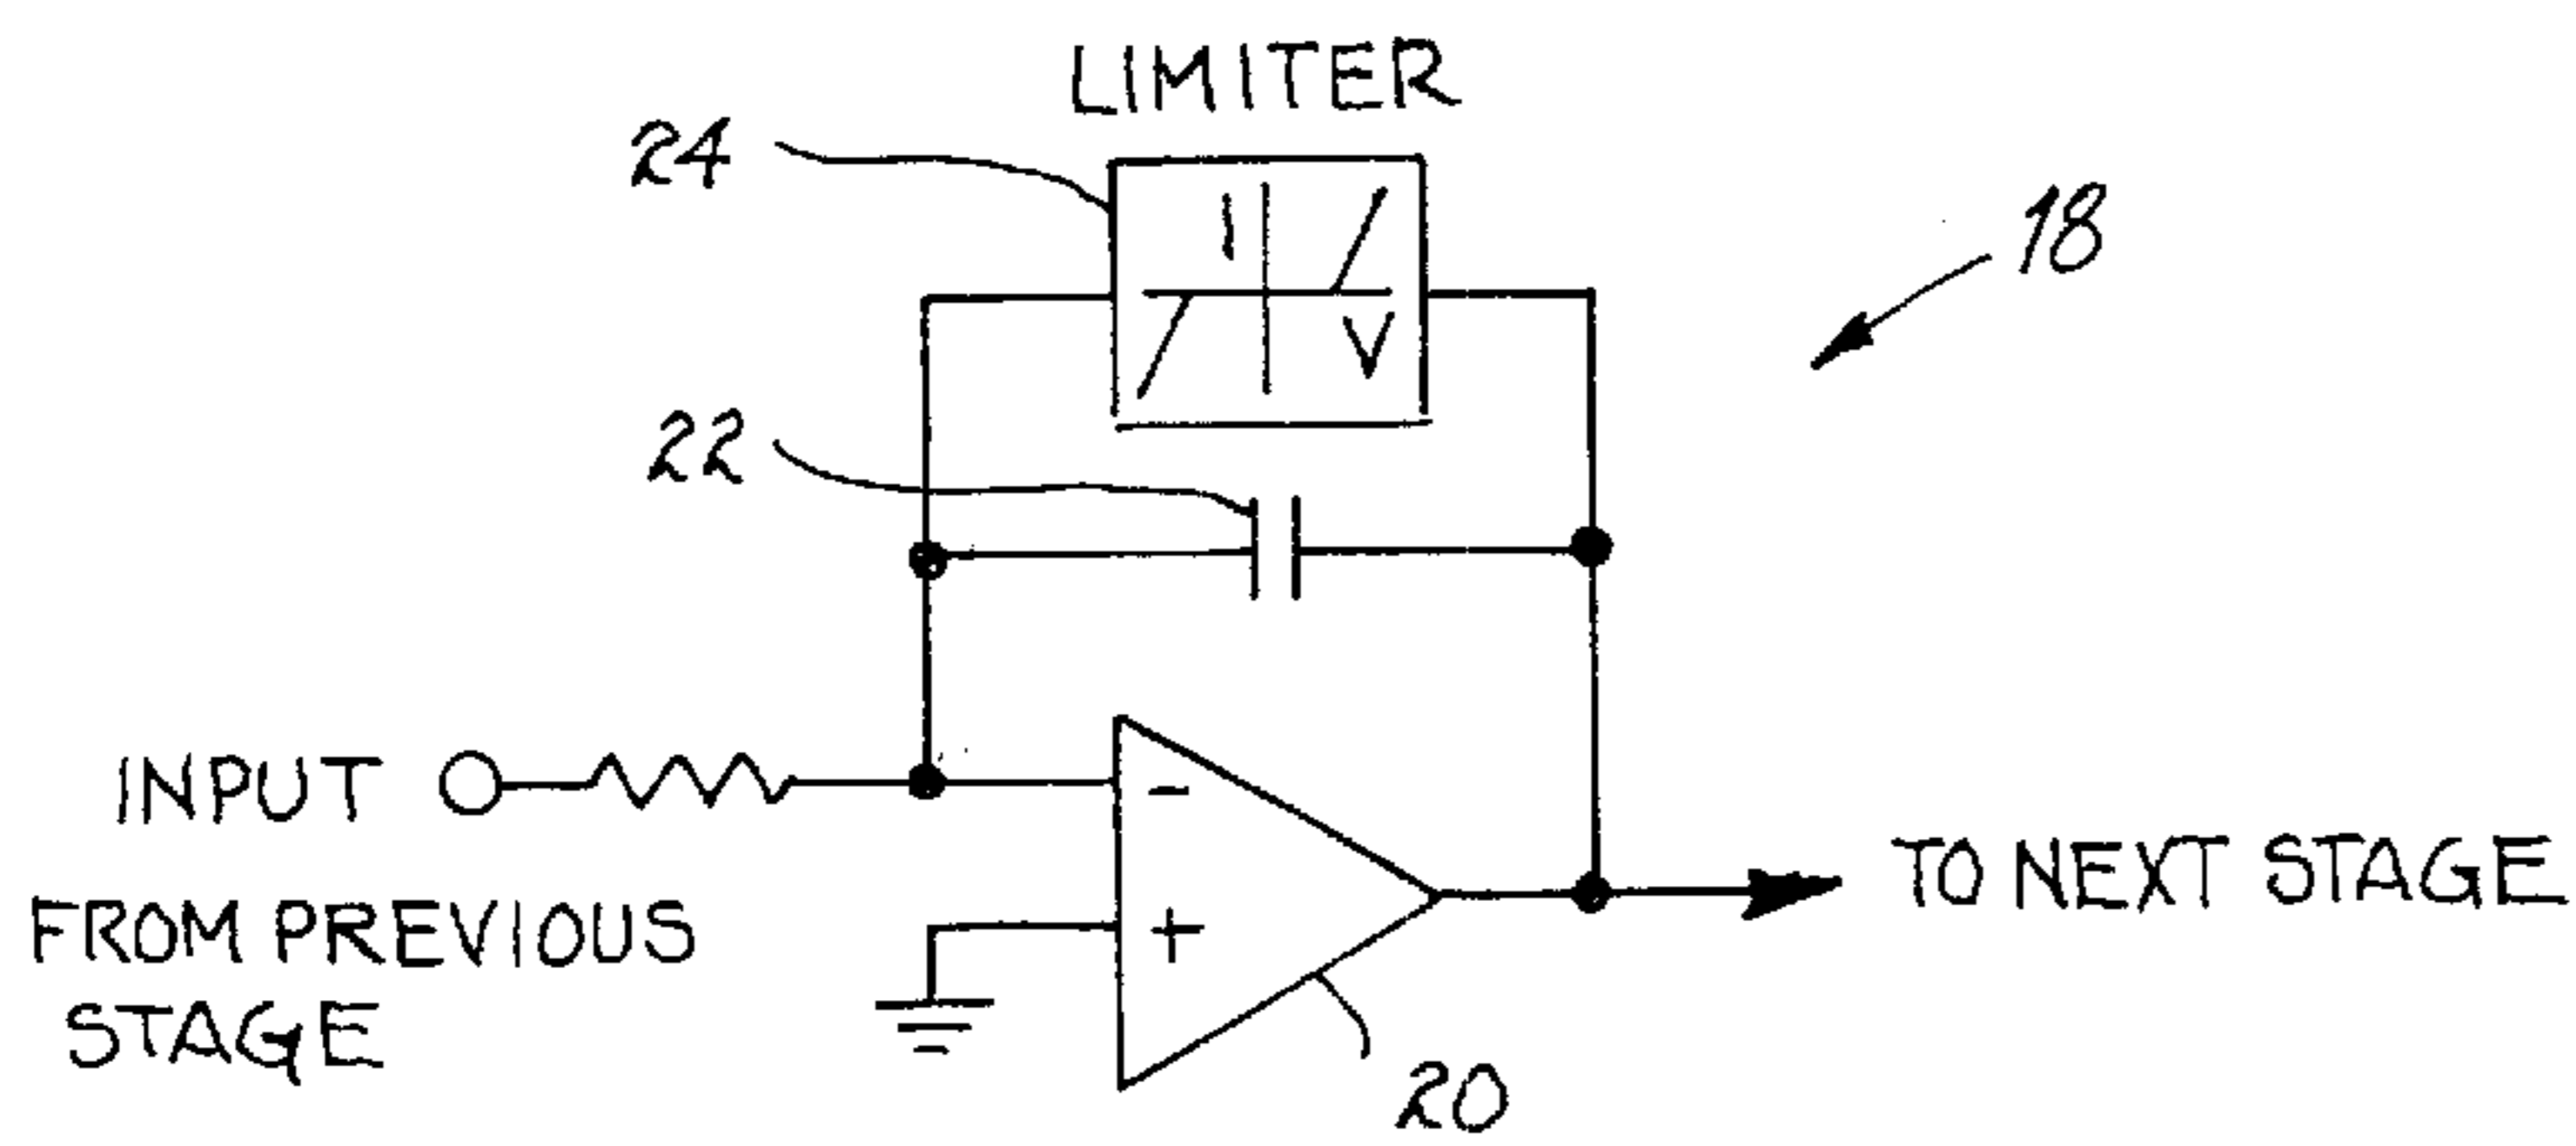 LIMITER
24
I
V
18
22
INPUT
FROM PREVIOUS
STAGE
-
+
TO NEXT STAGE
20